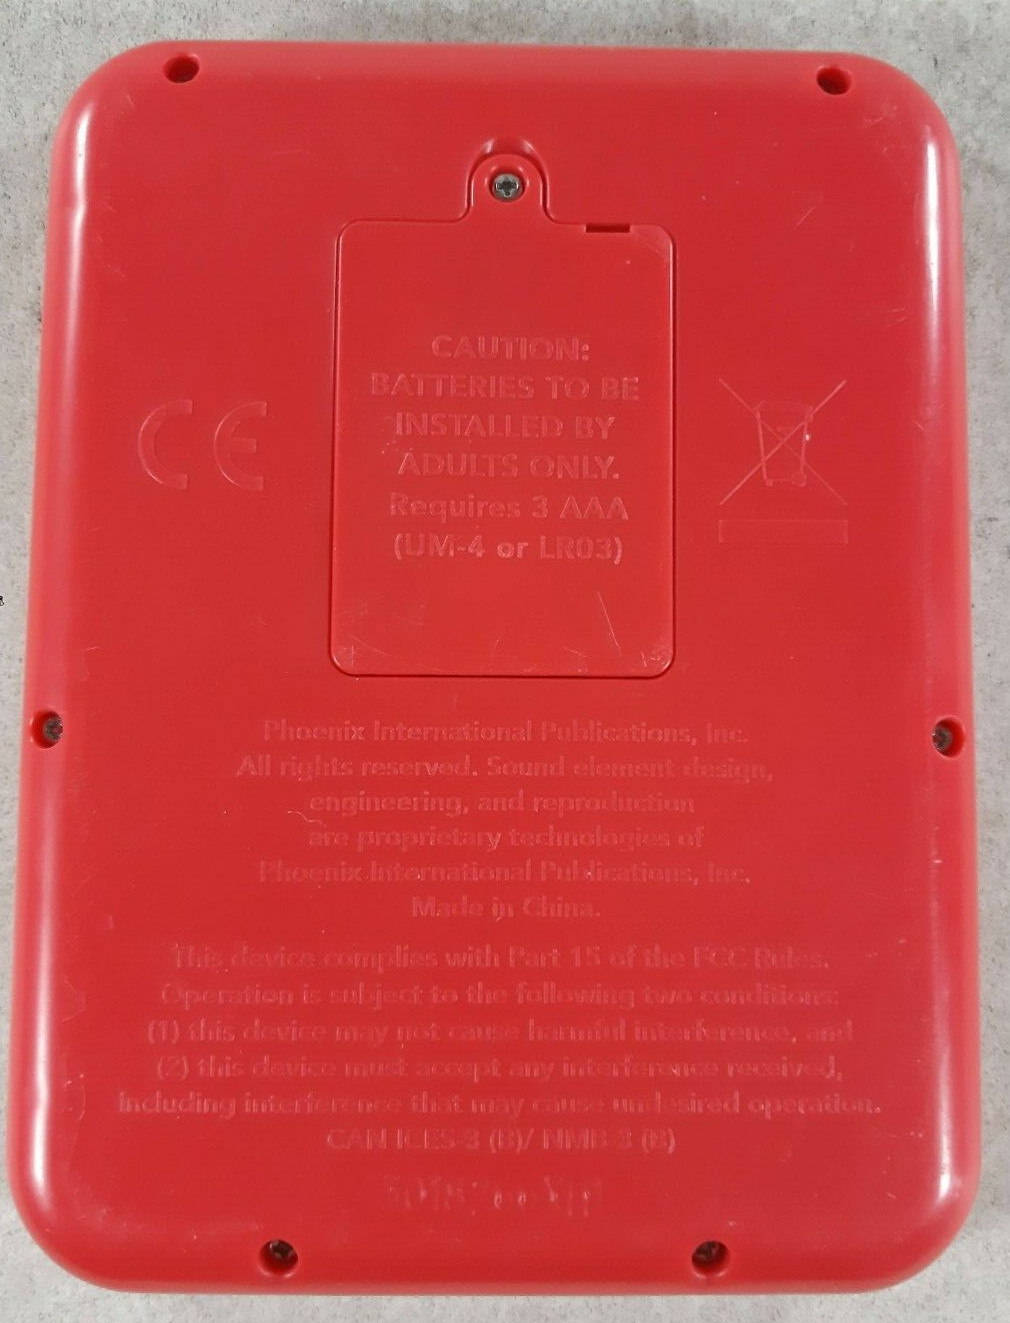 CAUTION:
BATTERIES TO BE
INSTALLED BY
ADULTS ONLY.
Requires 3 AAA
(UM-4 or LR03)
CE
Phoenix International Publications, Inc.
All rights reserved. Sound element design,
engineering, and reproduction
are proprietary technologies of
Phoenix International Publications, Inc.
Made in China.
This device complies with Part 15 of the FCC Rules.
Operation is subject to the following two conditions:
(1) this device may not cause harmful interference, and
(2) this device must accept any interference received,
including interference that may cause undesired operation.
CAN ICES-3 (B)/ NMB-3 (B)